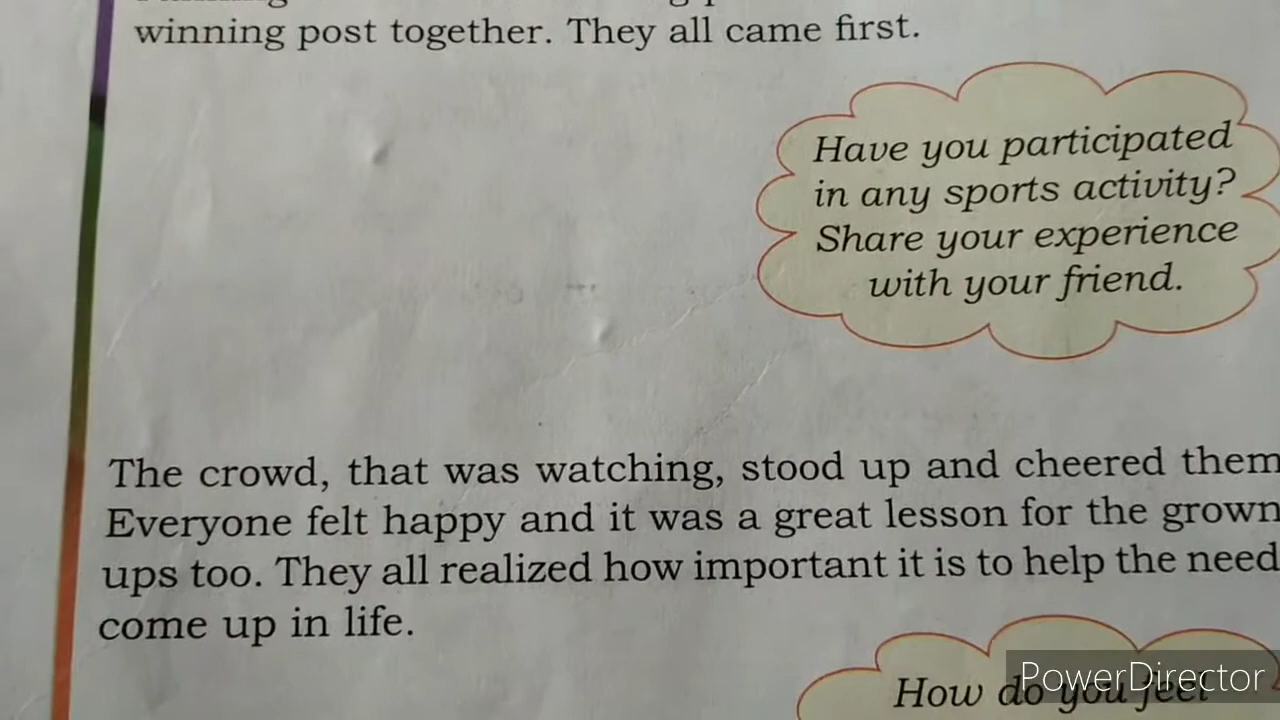 winning post together. They all came first.
Have you participated
in any sports activity?
Share your experience
with your friend.
The crowd, that was watching, stood up and cheered them
Everyone felt happy and it was a great lesson for the grown
ups too. They all realized how important it is to help the need
come up in life.
How do you feel
PowerDirector